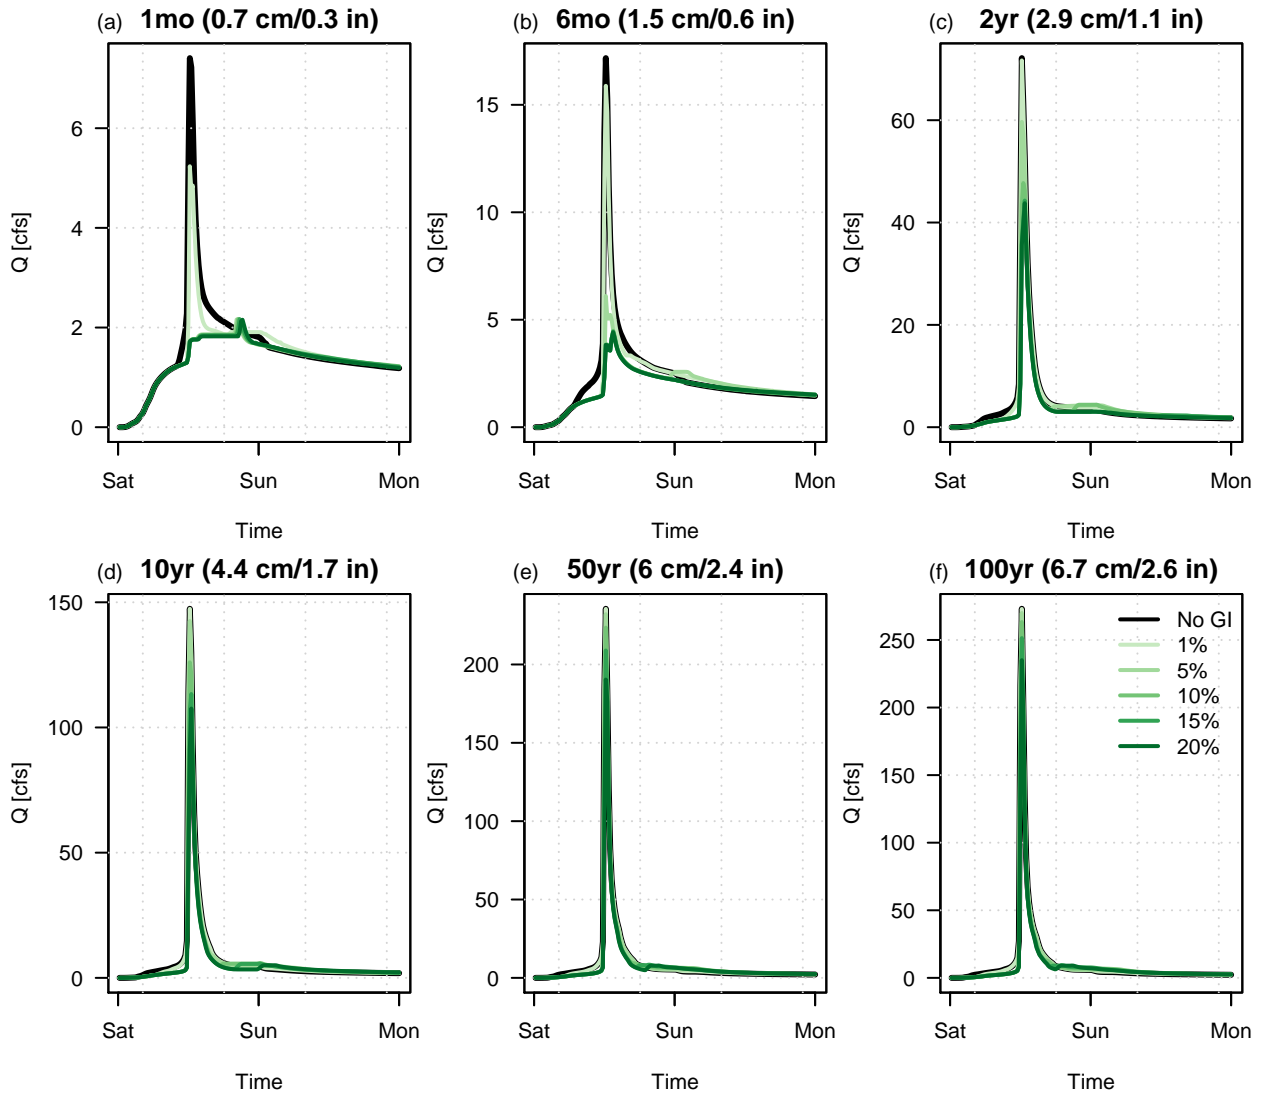 (a) 1mo (0.7 cm/0.3 in)
(b) 6mo (1.5 cm/0.6 in)
(c) 2yr (2.9 cm/1.1 in)
Q [cfs]
6
4
2
0
Sat Sun Mon
Time
Q [cfs]
15
10
5
0
Sat Sun Mon
Time
Q [cfs]
60
40
20
0
Sat Sun Mon
Time
(d) 10yr (4.4 cm/1.7 in)
(e) 50yr (6 cm/2.4 in)
(f) 100yr (6.7 cm/2.6 in)
Q [cfs]
150
100
50
0
Sat Sun Mon
Time
Q [cfs]
200
150
100
50
0
Sat Sun Mon
Time
Q [cfs]
250
200
150
100
50
0
No GI
1%
5%
10%
15%
20%
Sat Sun Mon
Time